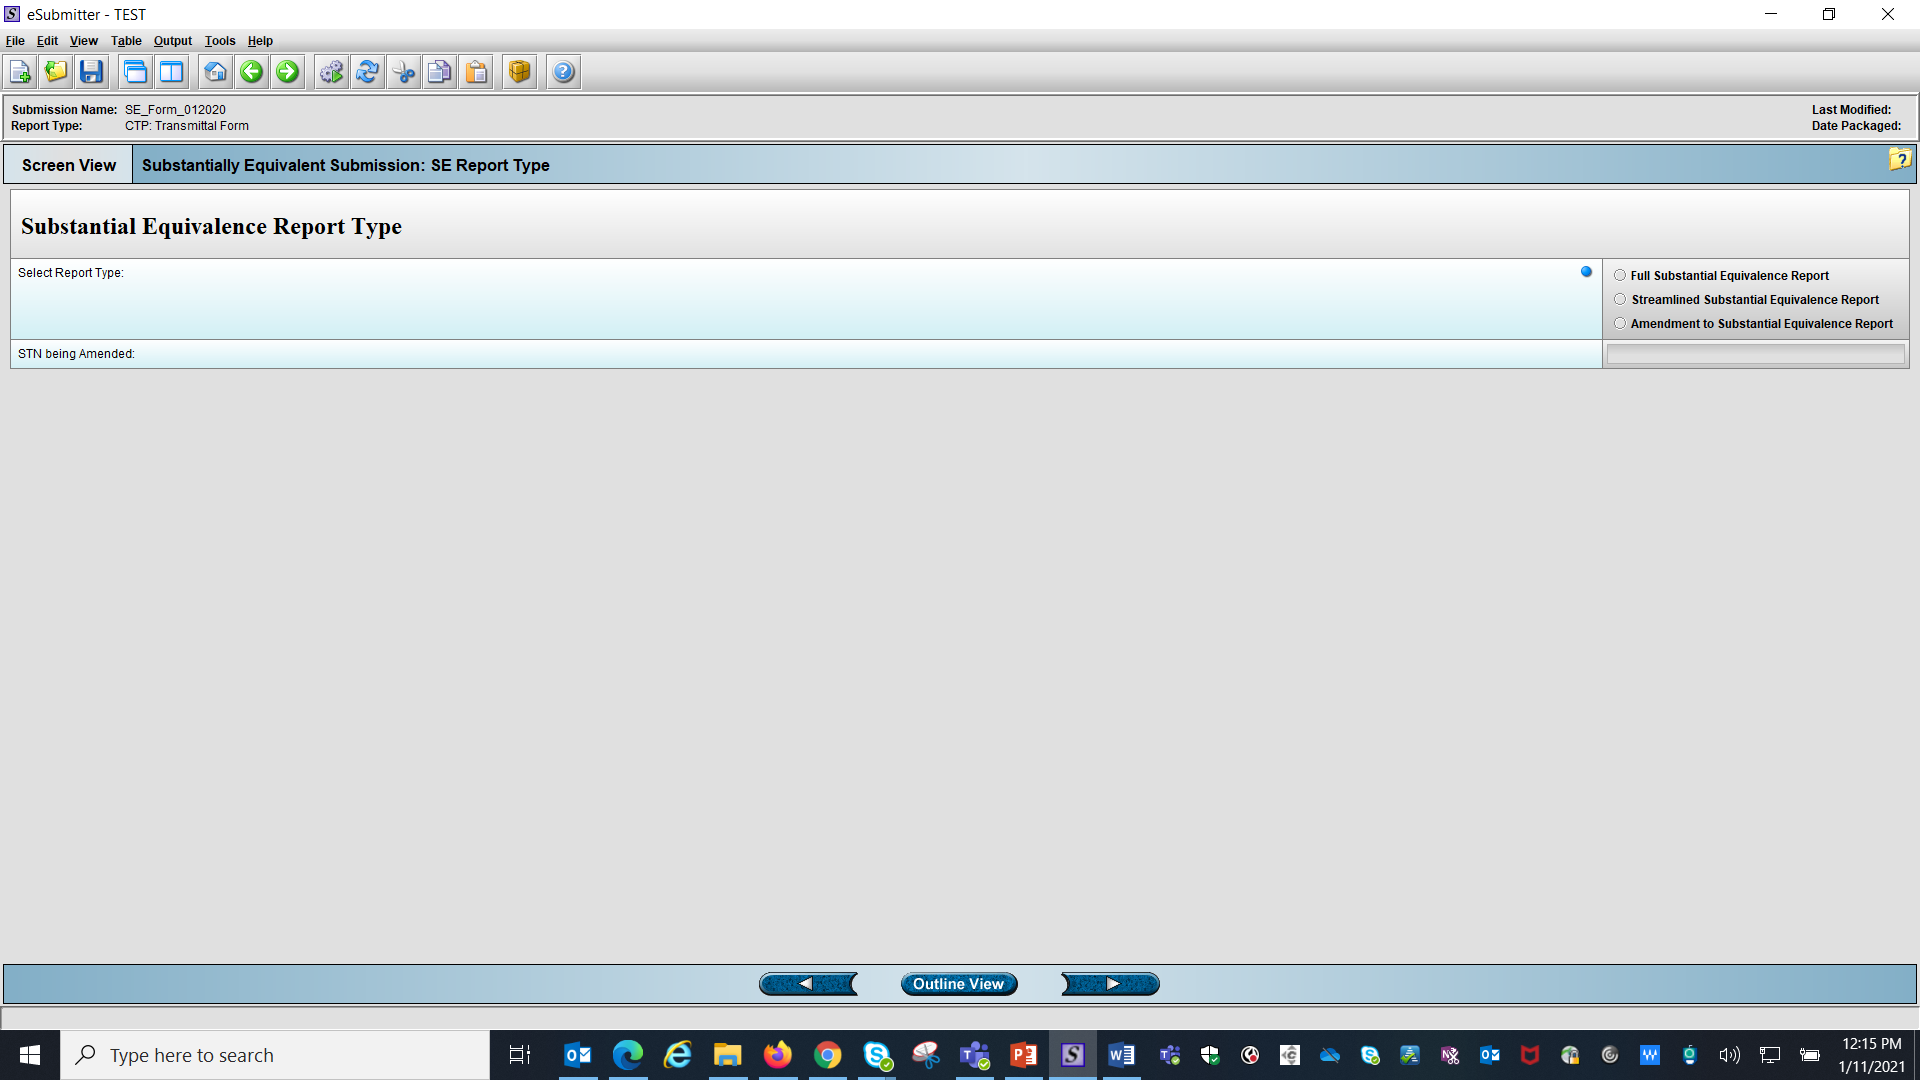 eSubmitter - TEST
File Edit View Table Output Tools Help
Submission Name: SE_Form_012020
Report Type: CTP: Transmittal Form
Last Modified:
Date Packaged:
Screen View
Substantially Equivalent Submission: SE Report Type
Substantial Equivalence Report Type
Select Report Type:
Full Substantial Equivalence Report
Streamlined Substantial Equivalence Report
Amendment to Substantial Equivalence Report
STN being Amended:
Outline View
Type here to search
12:15 PM
1/11/2021